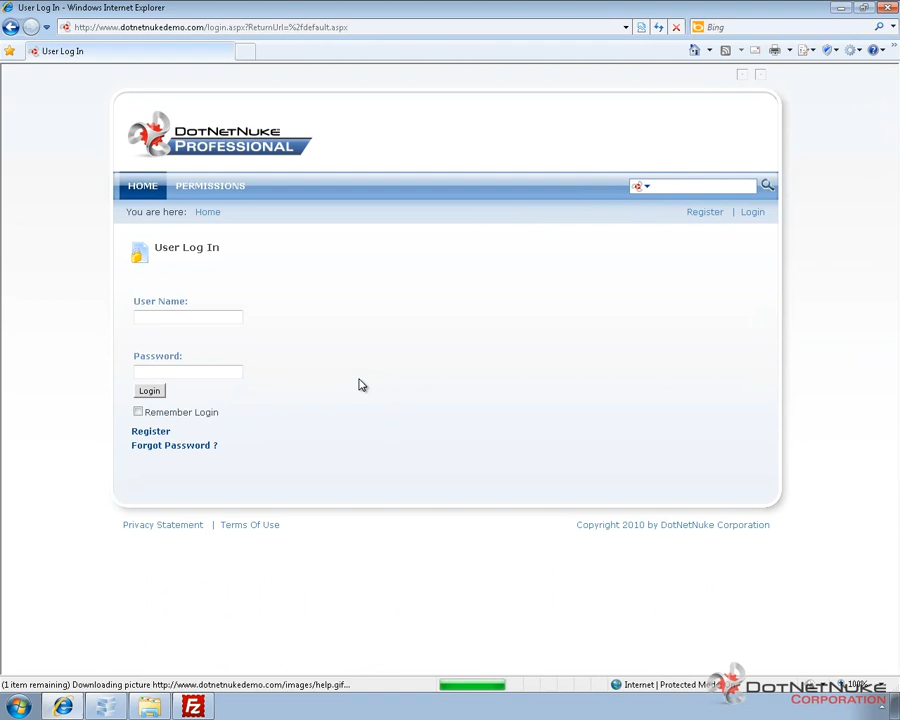 User Log In - Windows Internet Explorer
http://www.dotnetnukedemo.com/login.aspx?ReturnUrl=%2fdefault.aspx
Bing
User Log In
DOTNETNUKE
PROFESSIONAL
HOME PERMISSIONS
You are here: Home
Register | Login
User Log In
User Name:
Password:
Login
Remember Login
Register
Forgot Password ?
Privacy Statement | Terms Of Use
Copyright 2010 by DotNetNuke Corporation
(1 item remaining) Downloading picture http://www.dotnetnukedemo.com/images/help.gif...
Internet | Protected
100%
DOTNETNUKE
CORPORATION